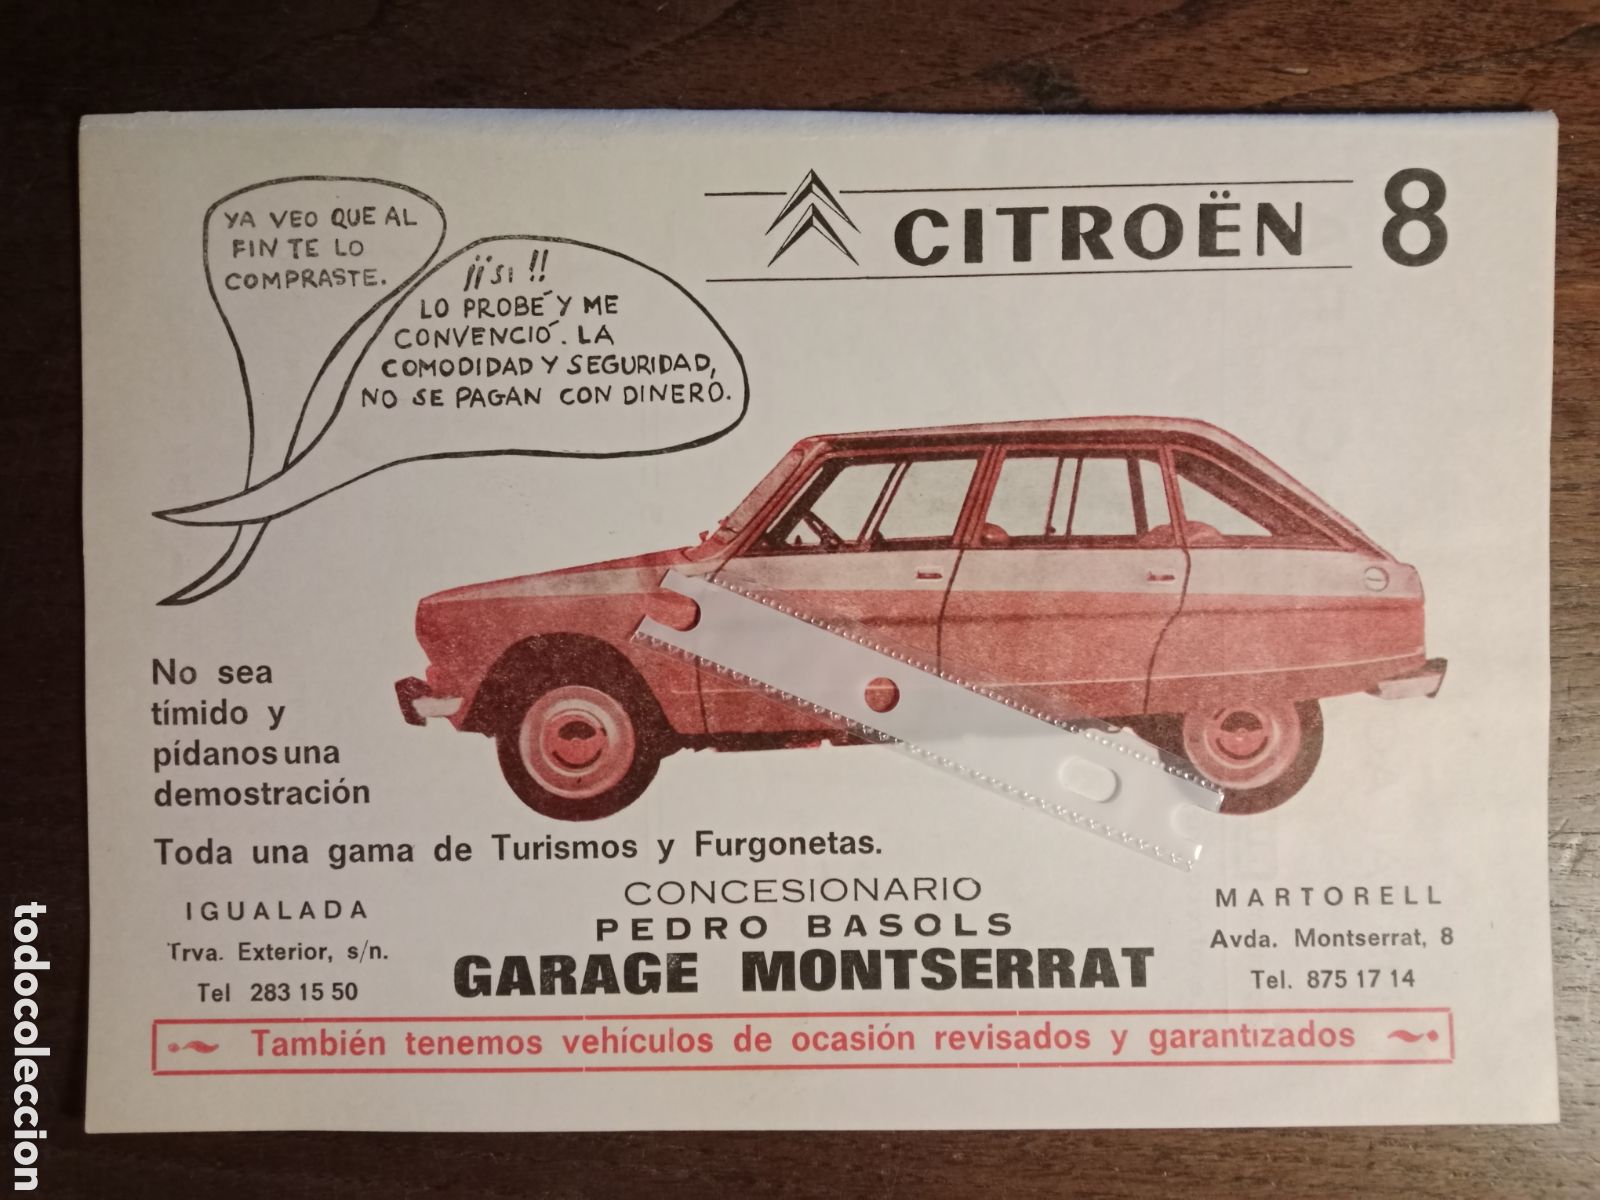 YA VEO QUE AL
FIN TE LO
COMPRASTE.
¡¡SI!!
LO PROBÉ Y ME
CONVENCIÓ. LA
COMODIDAD Y SEGURIDAD,
NO SE PAGAN CON DINERO.
CITROËN 8
No sea
tímido y
pídanos una
demostración
Toda una gama de Turismos y Furgonetas.
IGUALADA
Trva. Exterior, s/n.
Tel 283 15 50
CONCESIONARIO
PEDRO BASOLS
GARAGE MONTSERRAT
MARTORELL
Avda. Montserrat, 8
Tel. 875 17 14
También tenemos vehículos de ocasión revisados y garantizados
todocoleccion